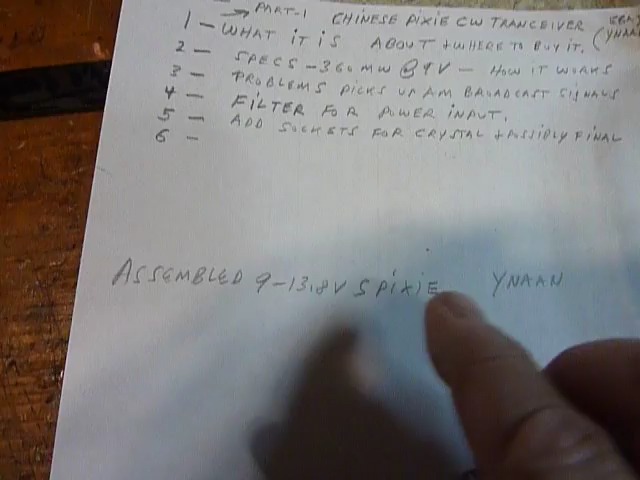 → PART-1 CHINESE PIXIE CW TRANCEIVER
1 - WHAT IT IS ABOUT + WHERE TO BUY IT. (YNAA
2 - SPECS - 360 MW @ 9V - HOW IT WORKS
3 - PROBLEMS PICKS UP AM BROADCAST SIGNALS
4 - FILTER FOR POWER INPUT.
5 - ADD SOCKETS FOR CRYSTAL + POSSIBLY FINAL
6 -
ASSEMBLED 9-13.8V S PIXIE YNAAN